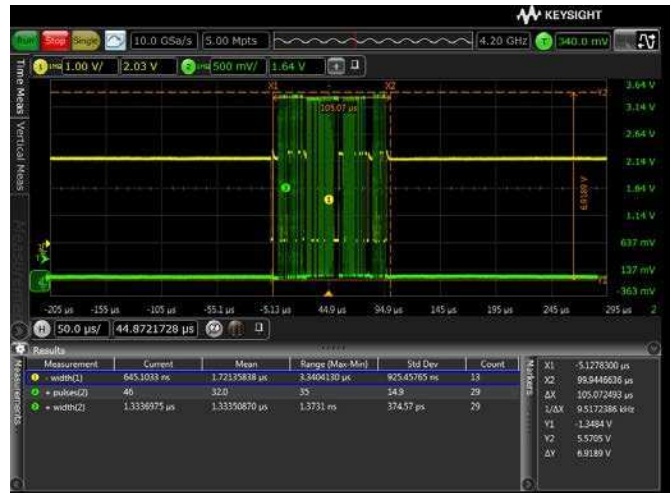 KEYSIGHT
Run Stop Single 10.0 GSa/s 5.00 Mpts 4.20 GHz T 340.0 mV
1 1.00 V/ 2.03 V 2 500 mV/ 1.64 V
Time Meas
Vertical Meas
Measurements
X1 X2
105.07 µs
Y2
3.64 V
3.14 V
2.64 V
2.14 V
1.64 V
1.14 V
637 mV
137 mV
-363 mV
6.9189 V
Y1
-205 µs -155 µs -105 µs -55.1 µs -5.13 µs 44.9 µs 94.9 µs 145 µs 195 µs 245 µs 295 µs 2
H 50.0 µs/ 44.8721728 µs
Results
Measurement Current Mean Range (Max-Min) Std Dev Count
- width(1) 645.1033 ns 1.72135838 µs 3.3404130 µs 925.45765 ns 13
+ pulses(2) 46 32.0 35 14.9 29
+ width(2) 1.3336975 µs 1.33350870 µs 1.3731 ns 374.57 ps 29
Measurements
Markers
X1 -5.1278300 µs
X2 99.9446636 µs
ΔX 105.072493 µs
1/ΔX 9.5172386 kHz
Y1 -1.3484 V
Y2 5.5705 V
ΔY 6.9189 V